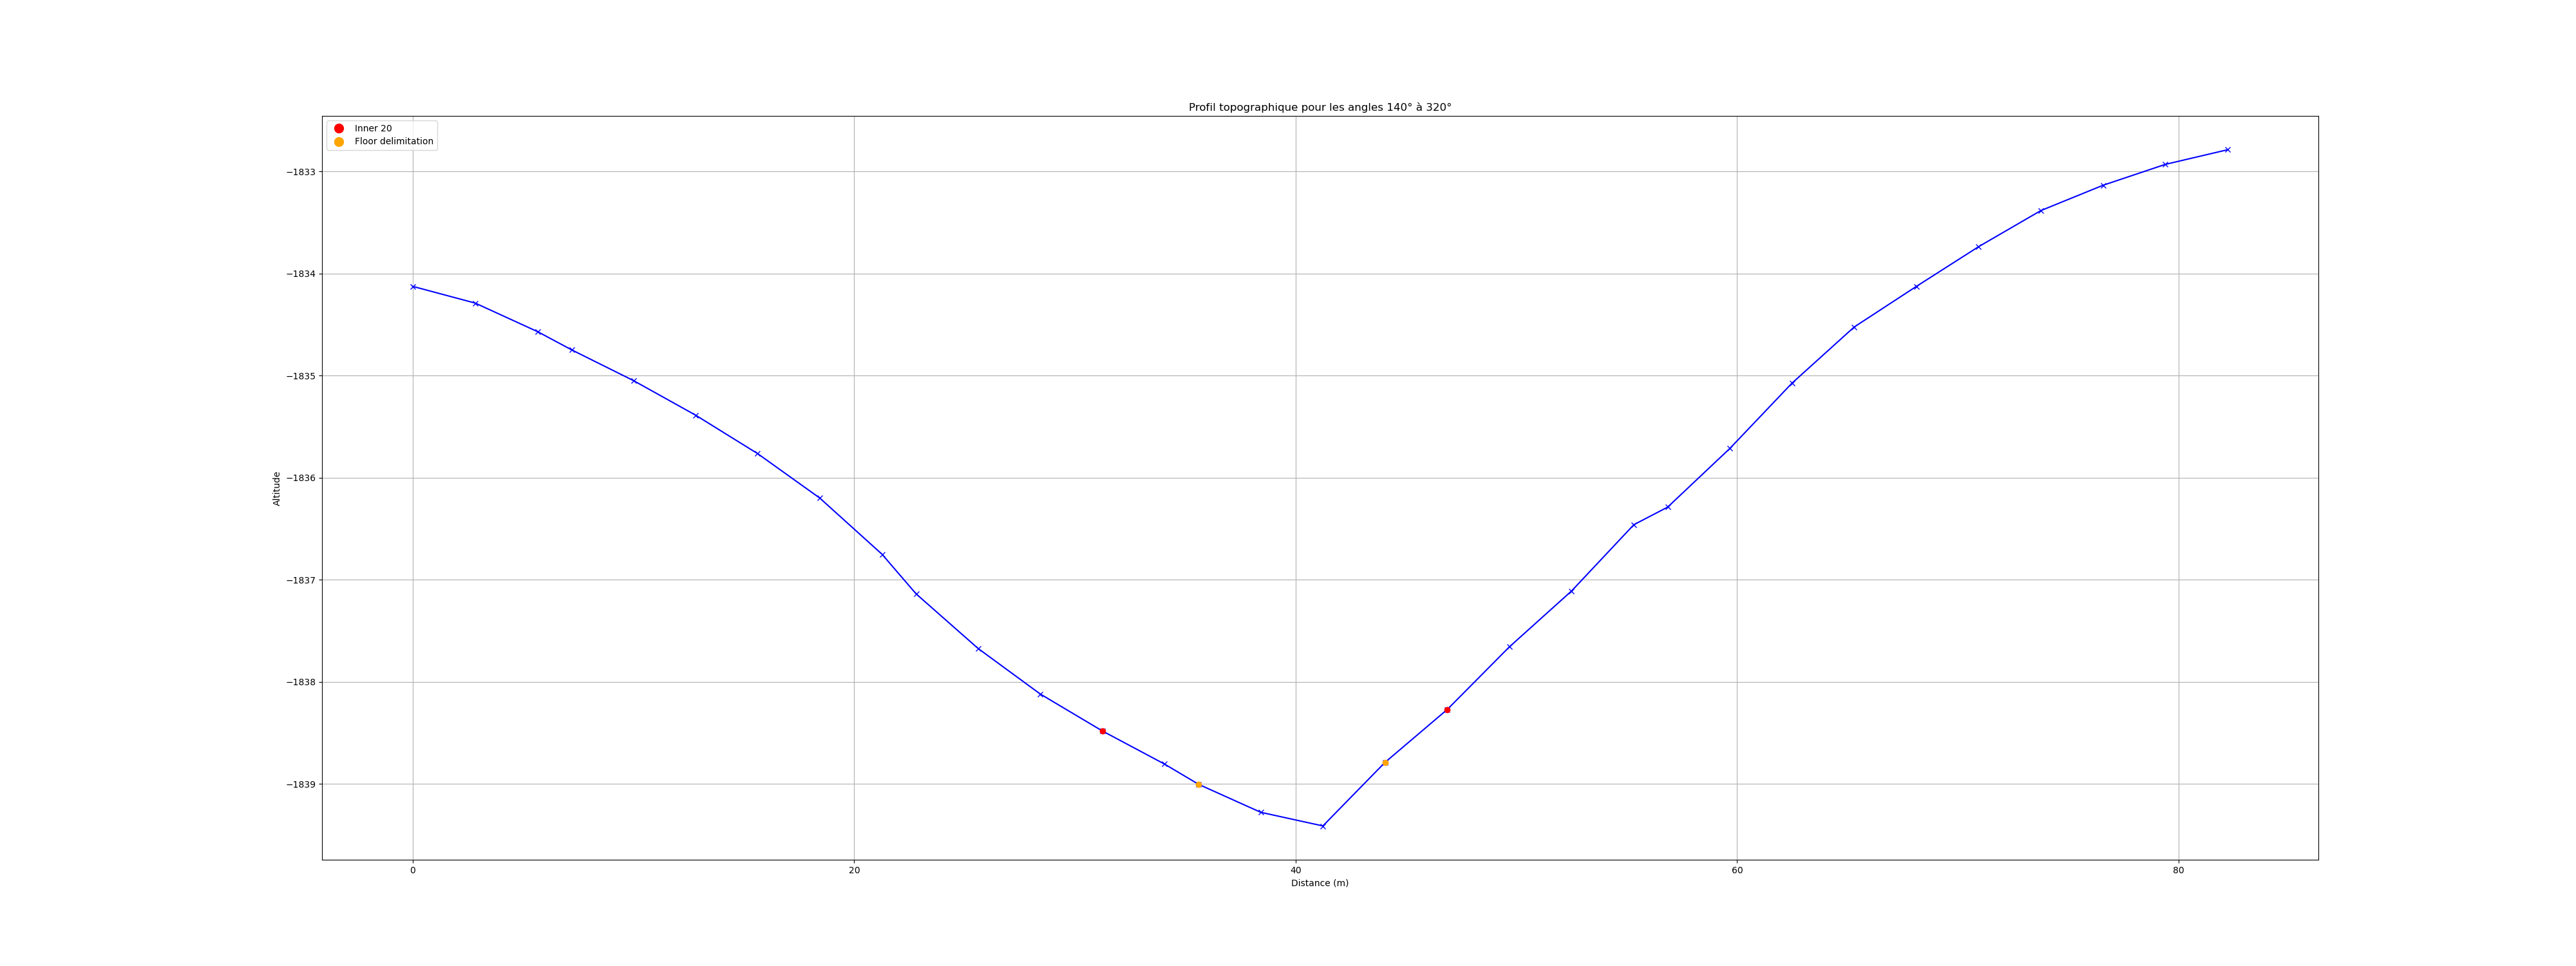 Profil topographique pour les angles 140° à 320°
Inner 20
Floor delimitation
−1833
−1834
−1835
−1836
−1837
−1838
−1839
Altitude
0 20 40 60 80
Distance (m)